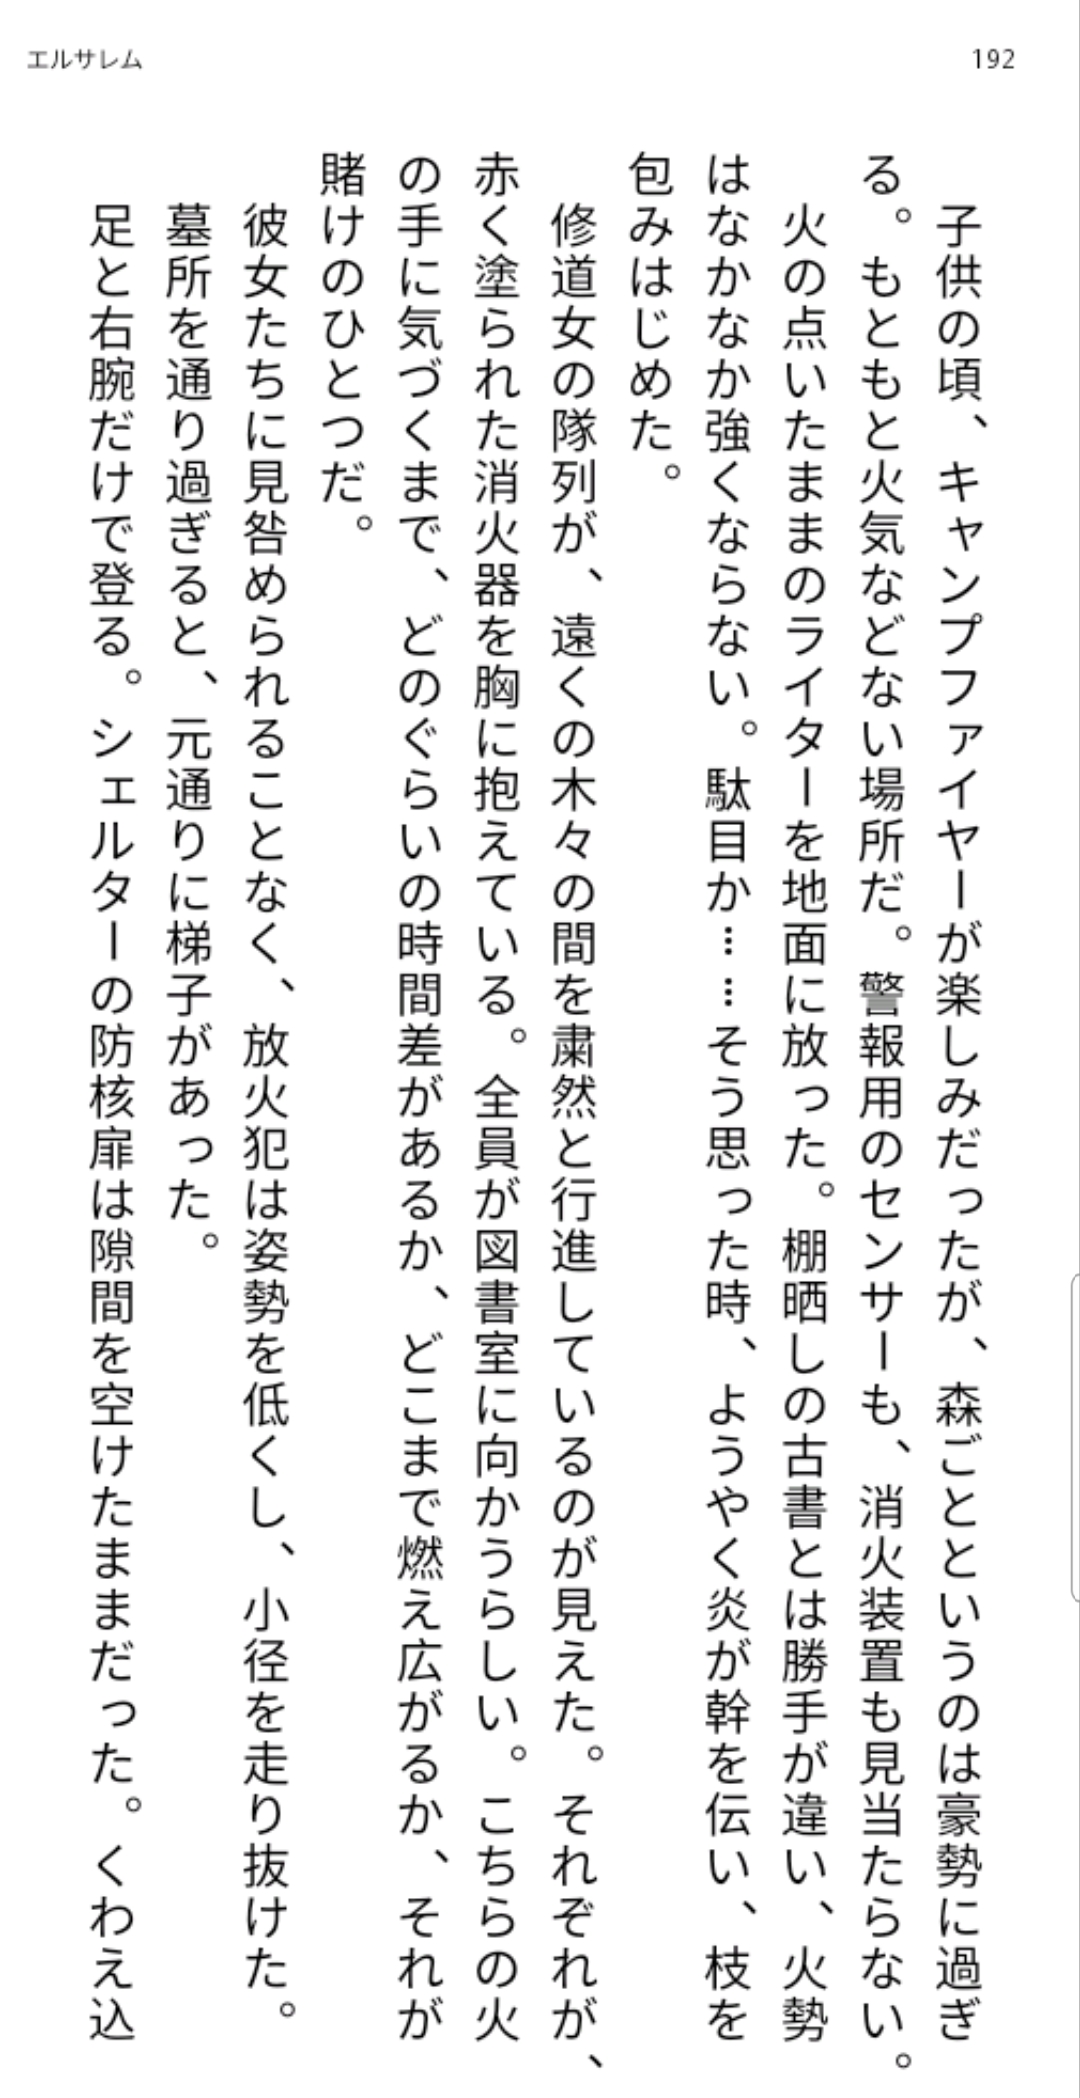 エルサレム
192
子供の頃、キャンプファイヤーが楽しみだったが、森ごとというのは豪勢に過ぎ
る。もともと火気などない場所だ。警報用のセンサーも、消火装置も見当たらない。
火の点いたままのライターを地面に放った。棚晒しの古書とは勝手が違い、火勢
はなかなか強くならない。駄目か……そう思った時、ようやく炎が幹を伝い、枝を
包みはじめた。
修道女の隊列が、遠くの木々の間を粛然と行進しているのが見えた。それぞれが、
赤く塗られた消火器を胸に抱えている。全員が図書室に向かうらしい。こちらの火
の手に気づくまで、どのぐらいの時間差があるか、どこまで燃え広がるか、それが
賭けのひとつだ。
彼女たちに見咎められることなく、放火犯は姿勢を低くし、小径を走り抜けた。
墓所を通り過ぎると、元通りに梯子があった。
足と右腕だけで登る。シェルターの防核扉は隙間を空けたままだった。くわえ込